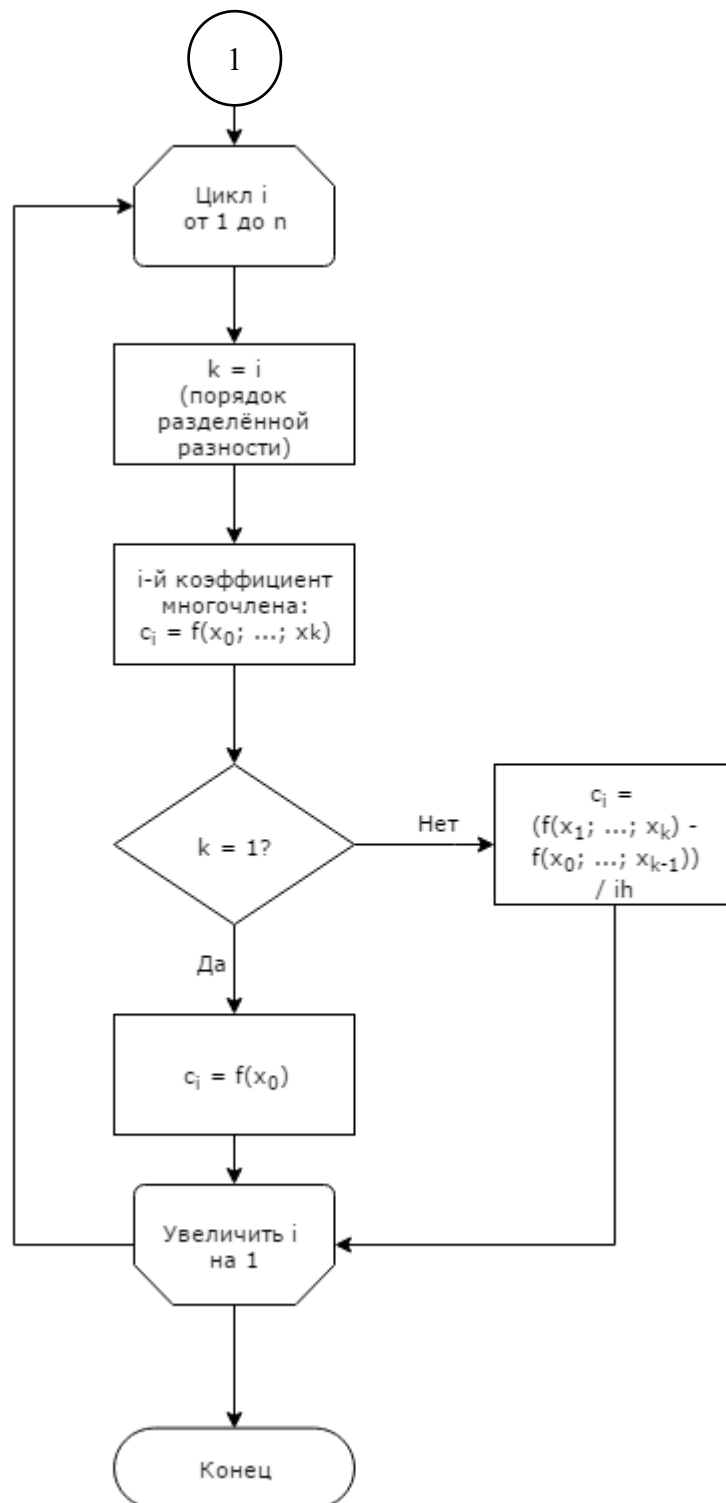 1
Цикл i
от 1 до n
k = i
(порядок
разделённой
разности)
i-й коэффициент
многочлена:
cᵢ = f(x₀; ...; xk)
k = 1?
Нет
cᵢ =
(f(x₁; ...; xₖ) -
f(x₀; ...; xₖ₋₁))
/ ih
Да
cᵢ = f(x₀)
Увеличить i
на 1
Конец